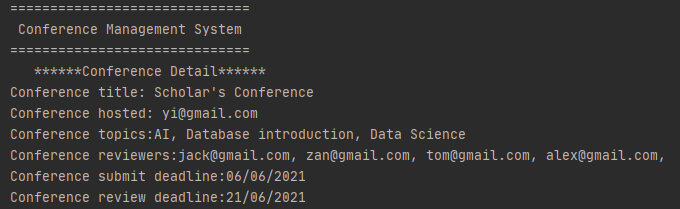 ==============================
Conference Management System
==============================
******Conference Detail******
Conference title: Scholar's Conference
Conference hosted: yi@gmail.com
Conference topics:AI, Database introduction, Data Science
Conference reviewers:jack@gmail.com, zan@gmail.com, tom@gmail.com, alex@gmail.com,
Conference submit deadline:06/06/2021
Conference review deadline:21/06/2021